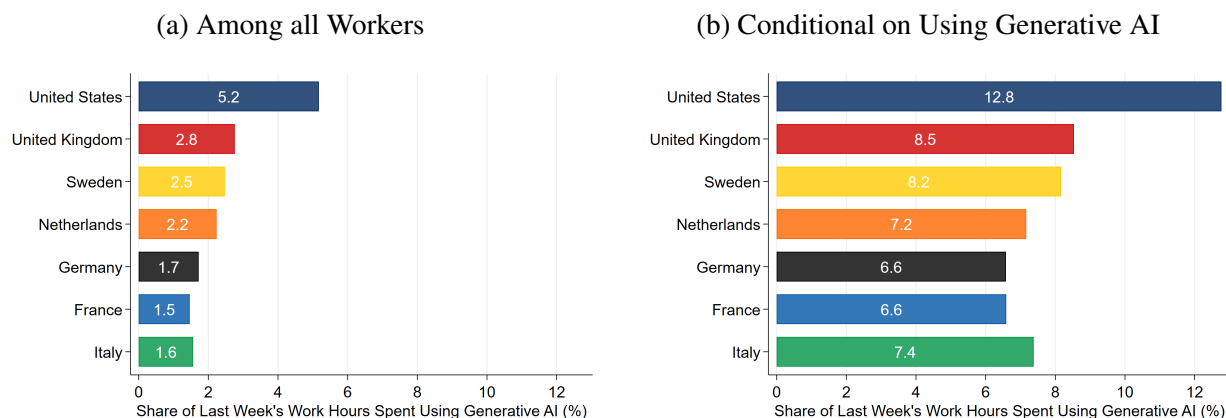 (a) Among all Workers
United States 5.2
United Kingdom 2.8
Sweden 2.5
Netherlands 2.2
Germany 1.7
France 1.5
Italy 1.6
0 2 4 6 8 10 12
Share of Last Week's Work Hours Spent Using Generative AI (%)
(b) Conditional on Using Generative AI
United States 12.8
United Kingdom 8.5
Sweden 8.2
Netherlands 7.2
Germany 6.6
France 6.6
Italy 7.4
0 2 4 6 8 10 12
Share of Last Week's Work Hours Spent Using Generative AI (%)